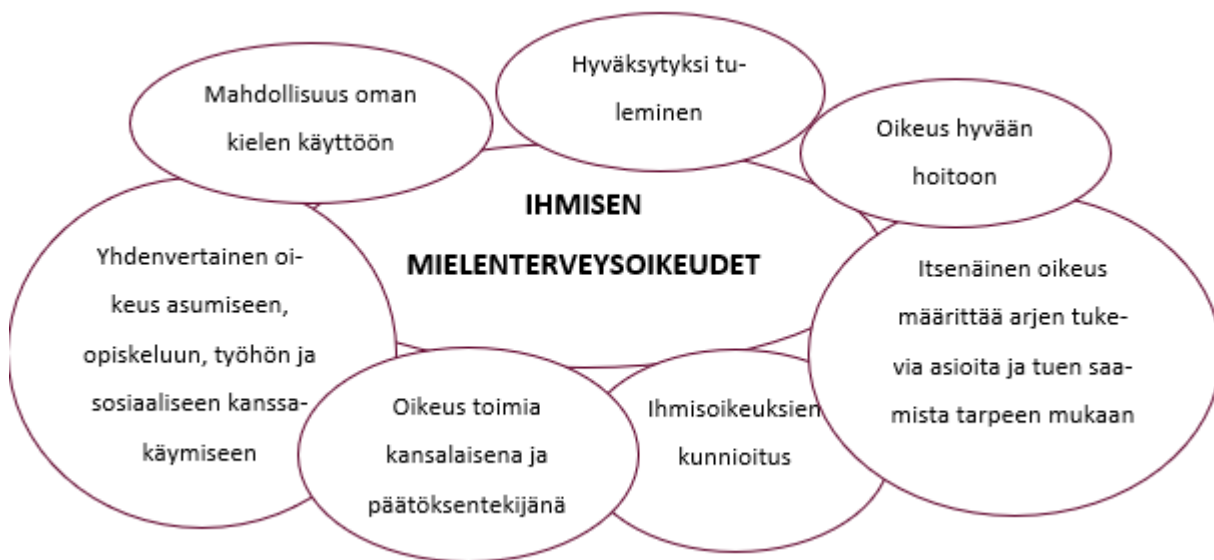 Mahdollisuus oman
kielen käyttöön
Hyväksytyksi tu-
leminen
Oikeus hyvään
hoitoon
IHMISEN
MIELENTERVEYSOIKEUDET
Yhdenvertainen oi-
keus asumiseen,
opiskeluun, työhön ja
sosiaaliseen kanssa-
käymiseen
Oikeus toimia
kansalaisena ja
päätöksentekijänä
Ihmisoikeuksien
kunnioitus
Itsenäinen oikeus
määrittää arjen tuke-
via asioita ja tuen saa-
mista tarpeen mukaan